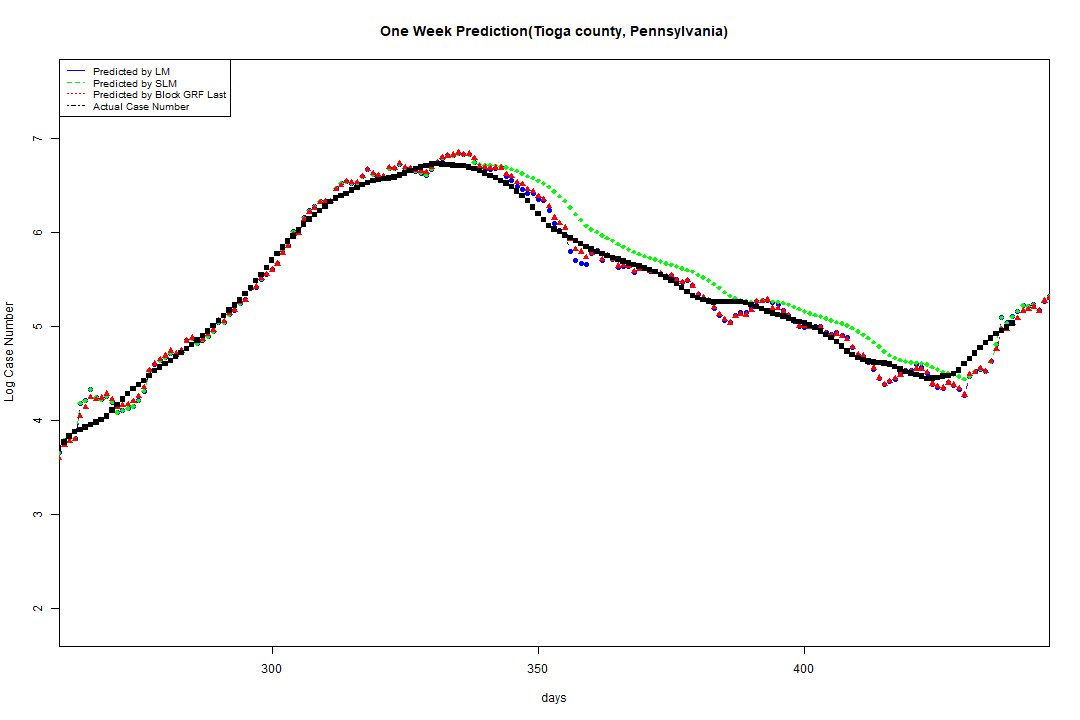 One Week Prediction(Tioga county, Pennsylvania)
Predicted by LM
Predicted by SLM
Predicted by Block GRF Last
Actual Case Number
7
6
5
4
3
2
Log Case Number
300 350 400
days